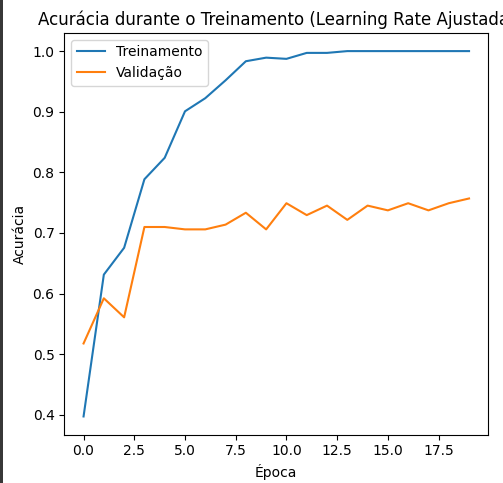 Acurácia durante o Treinamento (Learning Rate Ajustada
Treinamento
Validação
1.0
0.9
0.8
0.7
0.6
0.5
0.4
Acurácia
0.0 2.5 5.0 7.5 10.0 12.5 15.0 17.5
Época